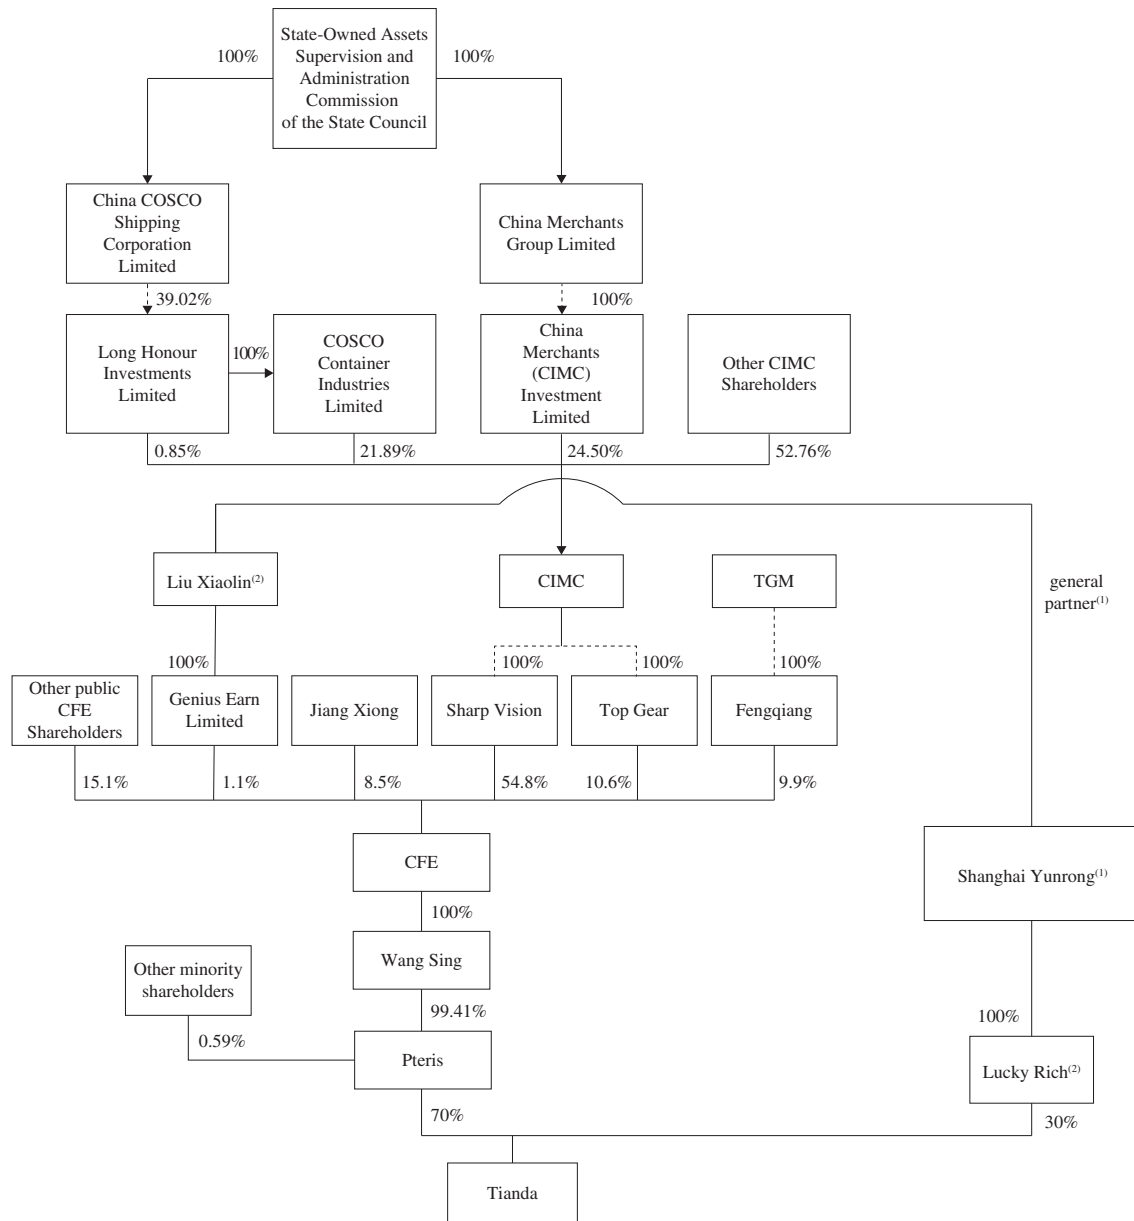 State-Owned Assets
Supervision and
Administration
Commission
of the State Council
100%
100%
China COSCO
Shipping
Corporation
Limited
China Merchants
Group Limited
39.02%
100%
Long Honour
Investments
Limited
100%
COSCO
Container
Industries
Limited
China
Merchants
(CIMC)
Investment
Limited
Other CIMC
Shareholders
0.85%
21.89%
24.50%
52.76%
Liu Xiaolin(2)
CIMC
TGM
general
partner(1)
100%
100%
100%
100%
Other public
CFE
Shareholders
Genius Earn
Limited
Jiang Xiong
Sharp Vision
Top Gear
Fengqiang
15.1%
1.1%
8.5%
54.8%
10.6%
9.9%
CFE
Shanghai Yunrong(1)
100%
Wang Sing
Other minority
shareholders
99.41%
100%
0.59%
Pteris
Lucky Rich(2)
70%
30%
Tianda